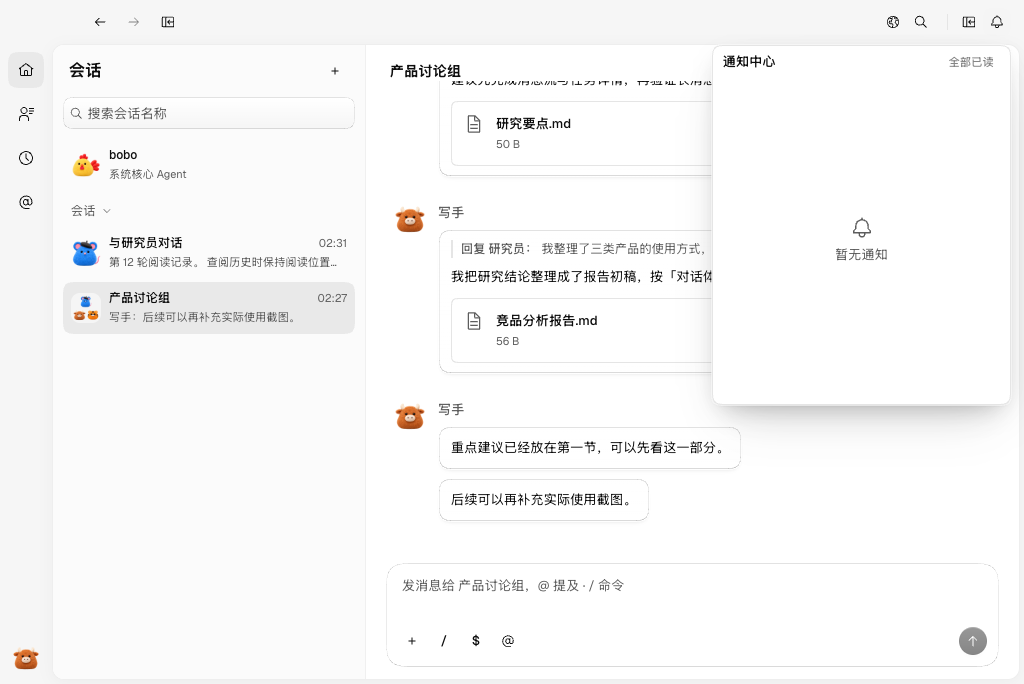 会话
+
搜索会话名称
bobo
系统核心 Agent
会话
与研究员对话 02:31
第 12 轮阅读记录。 查阅历史时保持阅读位置...
产品讨论组 02:27
写手：后续可以再补充实际使用截图。
产品讨论组
研究要点.md
50 B
写手
回复 研究员： 我整理了三类产品的使用方式，
我把研究结论整理成了报告初稿，按「对话体
竞品分析报告.md
56 B
写手
重点建议已经放在第一节，可以先看这一部分。
后续可以再补充实际使用截图。
发消息给 产品讨论组，@ 提及 · / 命令
+ / $ @
通知中心 全部已读
暂无通知